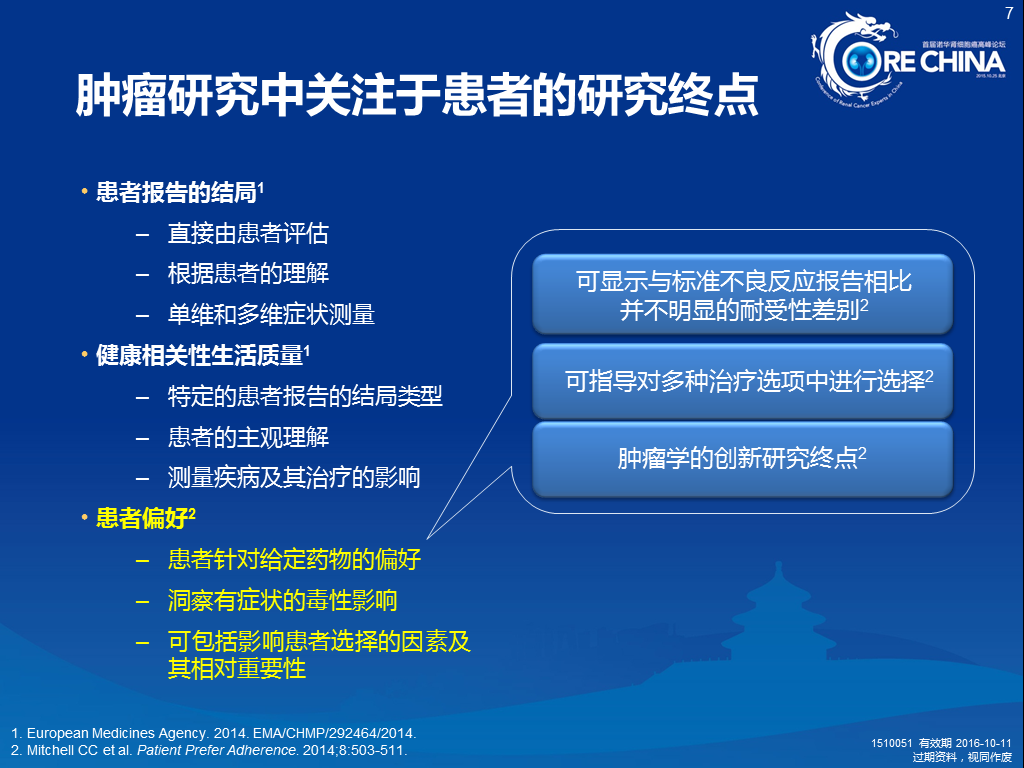 7
首届诺华肾细胞癌高峰论坛
CORE CHINA
2015.10.25 北京
Conference of Renal Cancer Experts in China
肿瘤研究中关注于患者的研究终点
• 患者报告的结局1
– 直接由患者评估
– 根据患者的理解
– 单维和多维症状测量
• 健康相关性生活质量1
– 特定的患者报告的结局类型
– 患者的主观理解
– 测量疾病及其治疗的影响
• 患者偏好2
– 患者针对给定药物的偏好
– 洞察有症状的毒性影响
– 可包括影响患者选择的因素及
其相对重要性
可显示与标准不良反应报告相比
并不明显的耐受性差别2
可指导对多种治疗选项中进行选择2
肿瘤学的创新研究终点2
1. European Medicines Agency. 2014. EMA/CHMP/292464/2014.
2. Mitchell CC et al. Patient Prefer Adherence. 2014;8:503-511.
1510051 有效期 2016-10-11
过期资料，视同作废